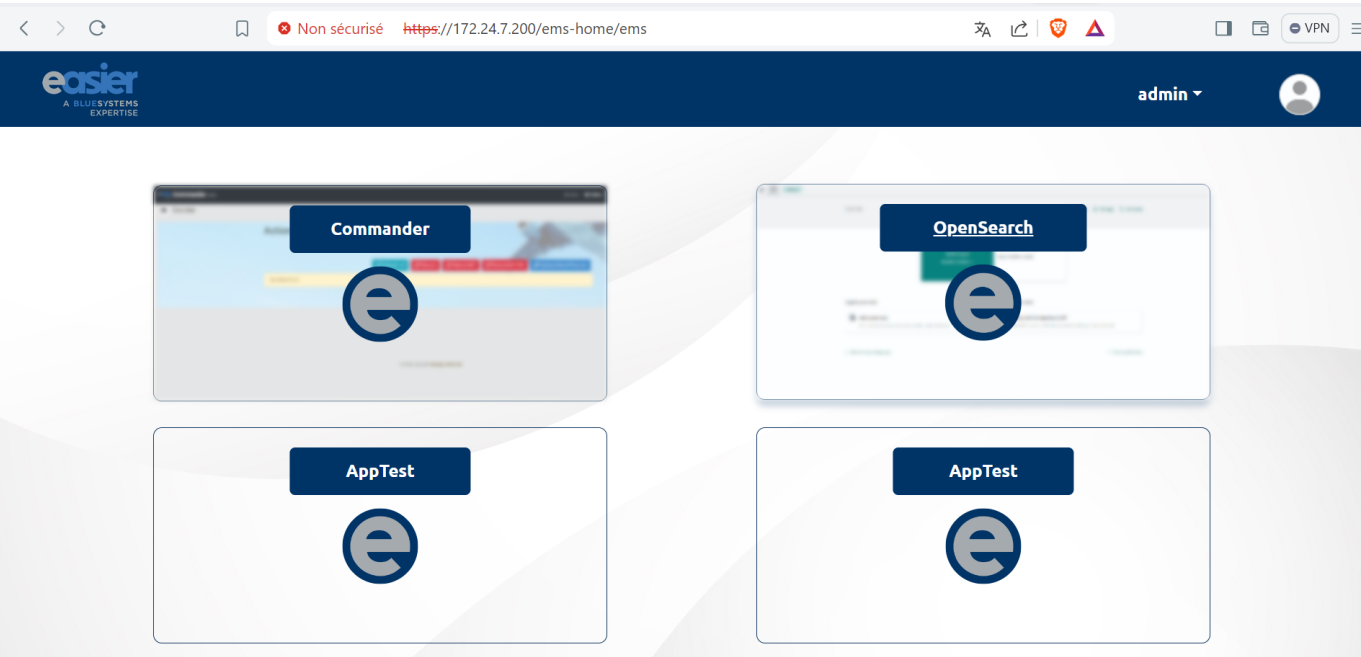 Non sécurisé https://172.24.7.200/ems-home/ems
VPN
easier
A BLUESYSTEMS
EXPERTISE
admin
Commander
OpenSearch
AppTest
AppTest